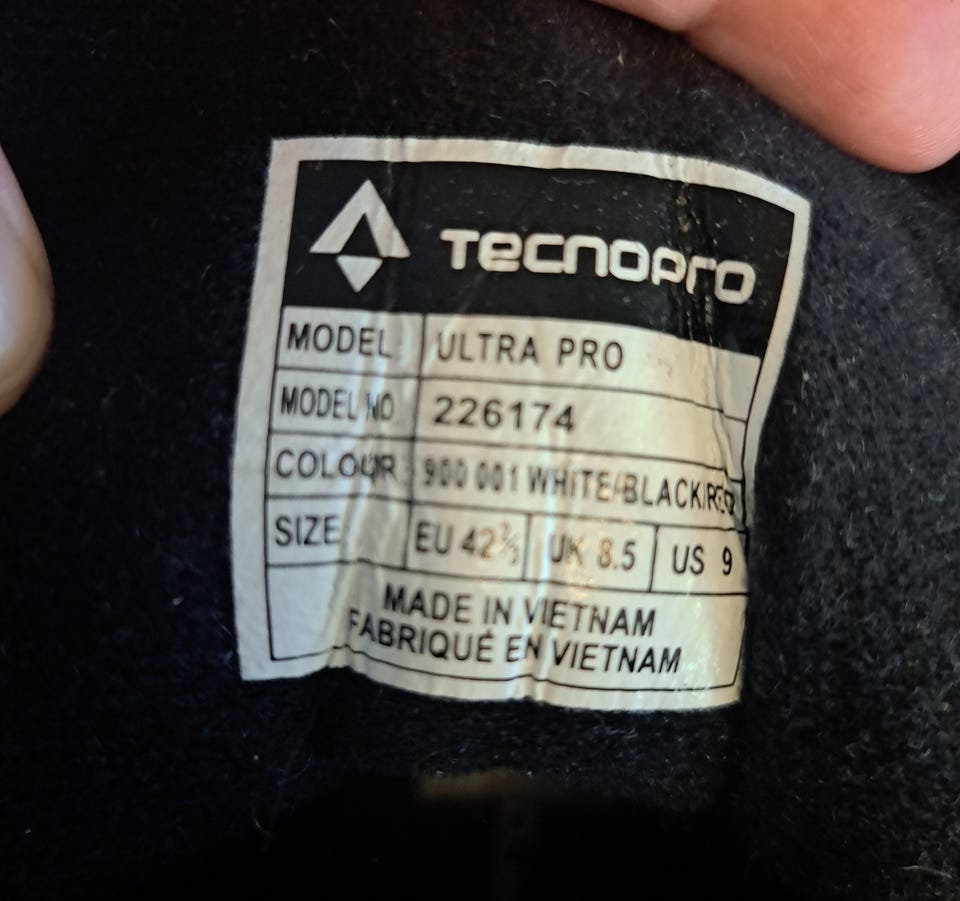 TECNOPRO
MODEL ULTRA PRO
MODEL NO 226174
COLOUR 900 001 WHITE/BLACK/RED
SIZE EU 42⅔ UK 8.5 US 9
MADE IN VIETNAM
FABRIQUÉ EN VIETNAM